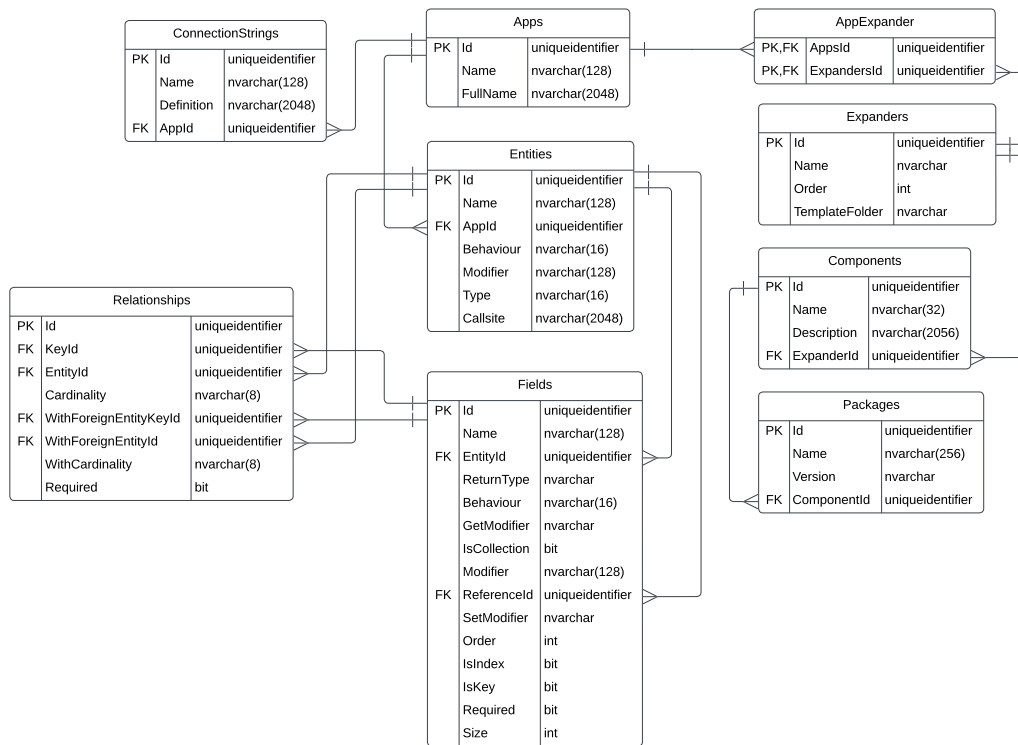 ConnectionStrings
PK Id uniqueidentifier
Name nvarchar(128)
Definition nvarchar(2048)
FK AppId uniqueidentifier
Apps
PK Id uniqueidentifier
Name nvarchar(128)
FullName nvarchar(2048)
AppExpander
PK,FK AppsId uniqueidentifier
PK,FK ExpandersId uniqueidentifier
Expanders
PK Id uniqueidentifier
Name nvarchar
Order int
TemplateFolder nvarchar
Entities
PK Id uniqueidentifier
Name nvarchar(128)
FK AppId uniqueidentifier
Behaviour nvarchar(16)
Modifier nvarchar(128)
Type nvarchar(16)
Callsite nvarchar(2048)
Components
PK Id uniqueidentifier
Name nvarchar(32)
Description nvarchar(2056)
FK ExpanderId uniqueidentifier
Relationships
PK Id uniqueidentifier
FK KeyId uniqueidentifier
FK EntityId uniqueidentifier
Cardinality nvarchar(8)
FK WithForeignEntityKeyId uniqueidentifier
FK WithForeignEntityId uniqueidentifier
WithCardinality nvarchar(8)
Required bit
Fields
PK Id uniqueidentifier
Name nvarchar(128)
FK EntityId uniqueidentifier
ReturnType nvarchar
Behaviour nvarchar(16)
GetModifier nvarchar
IsCollection bit
Modifier nvarchar(128)
FK ReferenceId uniqueidentifier
SetModifier nvarchar
Order int
IsIndex bit
IsKey bit
Required bit
Size int
Packages
PK Id uniqueidentifier
Name nvarchar(256)
Version nvarchar
FK ComponentId uniqueidentifier